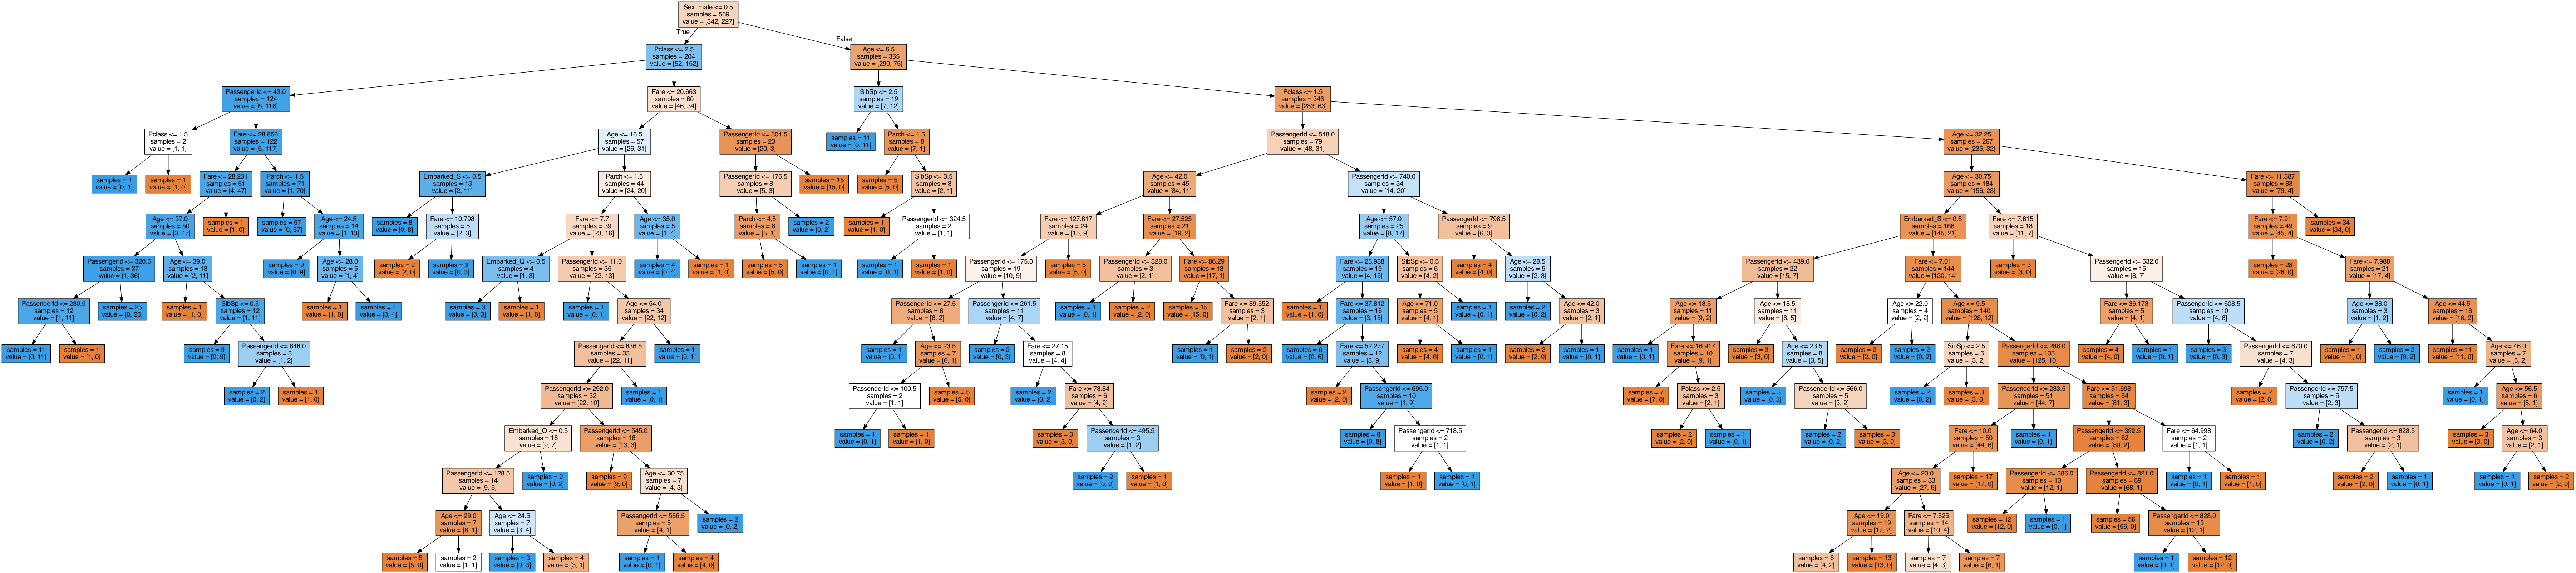 Sex_male <= 0.5
samples = 569
value = [342, 227]
True
False
Pclass <= 2.5
samples = 204
value = [52, 152]
Age <= 6.5
samples = 365
value = [290, 75]
PassengerId <= 43.0
samples = 124
value = [6, 118]
Fare <= 20.663
samples = 80
value = [46, 34]
SibSp <= 2.5
samples = 19
value = [7, 12]
Pclass <= 1.5
samples = 346
value = [283, 63]
Pclass <= 1.5
samples = 2
value = [1, 1]
Fare <= 28.856
samples = 122
value = [5, 117]
Age <= 16.5
samples = 57
value = [26, 31]
PassengerId <= 304.5
samples = 23
value = [20, 3]
samples = 11
value = [0, 11]
Parch <= 1.5
samples = 8
value = [7, 1]
PassengerId <= 548.0
samples = 79
value = [48, 31]
Age <= 32.25
samples = 267
value = [235, 32]
samples = 1
value = [0, 1]
samples = 1
value = [1, 0]
Fare <= 28.231
samples = 51
value = [4, 47]
Parch <= 1.5
samples = 71
value = [1, 70]
Embarked_S <= 0.5
samples = 13
value = [2, 11]
Parch <= 1.5
samples = 44
value = [24, 20]
PassengerId <= 176.5
samples = 8
value = [5, 3]
samples = 15
value = [15, 0]
samples = 5
value = [5, 0]
SibSp <= 3.5
samples = 3
value = [2, 1]
Age <= 42.0
samples = 45
value = [34, 11]
PassengerId <= 740.0
samples = 34
value = [14, 20]
Age <= 30.75
samples = 184
value = [156, 28]
Fare <= 11.387
samples = 83
value = [79, 4]
Age <= 37.0
samples = 50
value = [3, 47]
samples = 1
value = [1, 0]
samples = 57
value = [0, 57]
Age <= 24.5
samples = 14
value = [1, 13]
samples = 8
value = [0, 8]
Fare <= 10.798
samples = 5
value = [2, 3]
Fare <= 7.7
samples = 39
value = [23, 16]
Age <= 35.0
samples = 5
value = [1, 4]
Parch <= 4.5
samples = 6
value = [5, 1]
samples = 2
value = [0, 2]
samples = 1
value = [1, 0]
PassengerId <= 324.5
samples = 2
value = [1, 1]
Fare <= 127.817
samples = 24
value = [15, 9]
Fare <= 27.525
samples = 21
value = [19, 2]
Age <= 57.0
samples = 25
value = [8, 17]
PassengerId <= 796.5
samples = 9
value = [6, 3]
Embarked_S <= 0.5
samples = 166
value = [145, 21]
Fare <= 7.815
samples = 18
value = [11, 7]
Fare <= 7.91
samples = 49
value = [45, 4]
samples = 34
value = [34, 0]
PassengerId <= 320.5
samples = 37
value = [1, 36]
Age <= 39.0
samples = 13
value = [2, 11]
samples = 9
value = [0, 9]
Age <= 28.0
samples = 5
value = [1, 4]
samples = 2
value = [2, 0]
samples = 3
value = [0, 3]
Embarked_Q <= 0.5
samples = 4
value = [3, 1]
PassengerId <= 11.0
samples = 35
value = [22, 13]
samples = 4
value = [0, 4]
samples = 1
value = [1, 0]
samples = 5
value = [5, 0]
samples = 1
value = [0, 1]
samples = 1
value = [0, 1]
samples = 1
value = [1, 0]
PassengerId <= 175.0
samples = 19
value = [10, 9]
samples = 5
value = [5, 0]
PassengerId <= 328.0
samples = 3
value = [2, 1]
Fare <= 86.29
samples = 18
value = [17, 1]
Fare <= 25.938
samples = 19
value = [4, 15]
SibSp <= 0.5
samples = 6
value = [4, 2]
samples = 4
value = [4, 0]
Age <= 28.5
samples = 5
value = [2, 3]
PassengerId <= 439.0
samples = 22
value = [15, 7]
Fare <= 7.01
samples = 144
value = [130, 14]
samples = 3
value = [3, 0]
PassengerId <= 532.0
samples = 15
value = [8, 7]
samples = 28
value = [28, 0]
Fare <= 7.988
samples = 21
value = [17, 4]
PassengerId <= 280.5
samples = 12
value = [1, 11]
samples = 25
value = [0, 25]
samples = 1
value = [1, 0]
SibSp <= 0.5
samples = 12
value = [1, 11]
samples = 1
value = [1, 0]
samples = 4
value = [0, 4]
samples = 3
value = [0, 3]
samples = 1
value = [1, 0]
samples = 1
value = [0, 1]
Age <= 54.0
samples = 34
value = [22, 12]
PassengerId <= 27.5
samples = 8
value = [6, 2]
PassengerId <= 261.5
samples = 11
value = [4, 7]
samples = 1
value = [0, 1]
samples = 2
value = [2, 0]
samples = 15
value = [15, 0]
Fare <= 89.552
samples = 3
value = [2, 1]
samples = 1
value = [1, 0]
Fare <= 37.812
samples = 18
value = [3, 15]
Age <= 71.0
samples = 5
value = [4, 1]
samples = 1
value = [0, 1]
samples = 2
value = [0, 2]
Age <= 42.0
samples = 3
value = [2, 1]
Age <= 13.5
samples = 11
value = [9, 2]
Age <= 18.5
samples = 11
value = [6, 5]
Age <= 22.0
samples = 4
value = [2, 2]
Age <= 9.5
samples = 140
value = [128, 12]
Fare <= 36.173
samples = 5
value = [4, 1]
PassengerId <= 608.5
samples = 10
value = [4, 6]
Age <= 38.0
samples = 3
value = [1, 2]
Age <= 44.5
samples = 18
value = [16, 2]
samples = 11
value = [0, 11]
samples = 1
value = [1, 0]
samples = 9
value = [0, 9]
PassengerId <= 648.0
samples = 3
value = [1, 2]
PassengerId <= 836.5
samples = 33
value = [22, 11]
samples = 1
value = [0, 1]
samples = 1
value = [0, 1]
Age <= 23.5
samples = 7
value = [6, 1]
samples = 3
value = [0, 3]
Fare <= 27.15
samples = 8
value = [4, 4]
samples = 1
value = [0, 1]
samples = 2
value = [2, 0]
samples = 6
value = [0, 6]
Fare <= 52.277
samples = 12
value = [3, 9]
samples = 4
value = [4, 0]
samples = 1
value = [0, 1]
samples = 2
value = [2, 0]
samples = 1
value = [0, 1]
samples = 1
value = [0, 1]
Fare <= 16.917
samples = 10
value = [9, 1]
samples = 3
value = [3, 0]
Age <= 23.5
samples = 8
value = [3, 5]
samples = 2
value = [2, 0]
samples = 2
value = [0, 2]
SibSp <= 2.5
samples = 5
value = [3, 2]
PassengerId <= 286.0
samples = 135
value = [125, 10]
samples = 4
value = [4, 0]
samples = 1
value = [0, 1]
samples = 3
value = [0, 3]
PassengerId <= 670.0
samples = 7
value = [4, 3]
samples = 1
value = [1, 0]
samples = 2
value = [0, 2]
samples = 11
value = [11, 0]
Age <= 46.0
samples = 7
value = [5, 2]
samples = 2
value = [0, 2]
samples = 1
value = [1, 0]
PassengerId <= 292.0
samples = 32
value = [22, 10]
samples = 1
value = [0, 1]
PassengerId <= 100.5
samples = 2
value = [1, 1]
samples = 5
value = [5, 0]
samples = 2
value = [0, 2]
Fare <= 78.84
samples = 6
value = [4, 2]
samples = 2
value = [2, 0]
PassengerId <= 695.0
samples = 10
value = [1, 9]
samples = 7
value = [7, 0]
Pclass <= 2.5
samples = 3
value = [2, 1]
samples = 3
value = [0, 3]
PassengerId <= 566.0
samples = 5
value = [3, 2]
samples = 2
value = [0, 2]
samples = 3
value = [3, 0]
PassengerId <= 283.5
samples = 51
value = [44, 7]
Fare <= 51.698
samples = 84
value = [81, 3]
samples = 2
value = [2, 0]
PassengerId <= 757.5
samples = 5
value = [2, 3]
samples = 1
value = [0, 1]
Age <= 56.5
samples = 6
value = [5, 1]
Embarked_Q <= 0.5
samples = 16
value = [9, 7]
PassengerId <= 545.0
samples = 16
value = [13, 3]
samples = 1
value = [0, 1]
samples = 1
value = [1, 0]
samples = 3
value = [3, 0]
PassengerId <= 495.5
samples = 3
value = [1, 2]
samples = 8
value = [0, 8]
PassengerId <= 718.5
samples = 2
value = [1, 1]
samples = 2
value = [2, 0]
samples = 1
value = [0, 1]
samples = 2
value = [0, 2]
samples = 3
value = [3, 0]
Fare <= 10.0
samples = 50
value = [44, 6]
samples = 1
value = [0, 1]
PassengerId <= 392.5
samples = 82
value = [80, 2]
Fare <= 64.998
samples = 2
value = [1, 1]
samples = 2
value = [0, 2]
PassengerId <= 828.5
samples = 3
value = [2, 1]
samples = 3
value = [3, 0]
Age <= 64.0
samples = 3
value = [2, 1]
PassengerId <= 128.5
samples = 14
value = [9, 5]
samples = 2
value = [0, 2]
samples = 9
value = [9, 0]
Age <= 30.75
samples = 7
value = [4, 3]
samples = 2
value = [0, 2]
samples = 1
value = [1, 0]
samples = 1
value = [1, 0]
samples = 1
value = [0, 1]
Age <= 23.0
samples = 33
value = [27, 6]
samples = 17
value = [17, 0]
PassengerId <= 386.0
samples = 13
value = [12, 1]
PassengerId <= 821.0
samples = 69
value = [68, 1]
samples = 1
value = [0, 1]
samples = 1
value = [1, 0]
samples = 2
value = [2, 0]
samples = 1
value = [0, 1]
samples = 1
value = [0, 1]
samples = 2
value = [2, 0]
Age <= 29.0
samples = 7
value = [6, 1]
Age <= 24.5
samples = 7
value = [3, 4]
PassengerId <= 586.5
samples = 5
value = [4, 1]
samples = 2
value = [0, 2]
Age <= 19.0
samples = 19
value = [17, 2]
Fare <= 7.825
samples = 14
value = [10, 4]
samples = 12
value = [12, 0]
samples = 1
value = [0, 1]
samples = 56
value = [56, 0]
PassengerId <= 828.0
samples = 13
value = [12, 1]
samples = 5
value = [5, 0]
samples = 2
value = [1, 1]
samples = 3
value = [0, 3]
samples = 4
value = [3, 1]
samples = 1
value = [0, 1]
samples = 4
value = [4, 0]
samples = 6
value = [4, 2]
samples = 13
value = [13, 0]
samples = 7
value = [4, 3]
samples = 7
value = [6, 1]
samples = 1
value = [0, 1]
samples = 12
value = [12, 0]